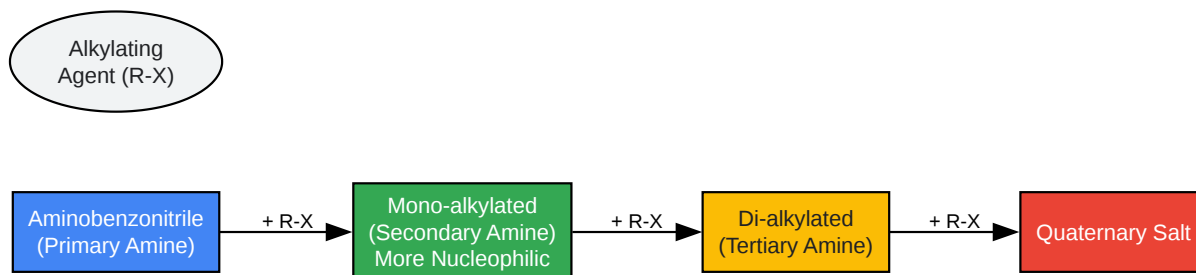 Alkylating
Agent (R-X)
Aminobenzonitrile
(Primary Amine)
+ R-X
Mono-alkylated
(Secondary Amine)
More Nucleophilic
+ R-X
Di-alkylated
(Tertiary Amine)
+ R-X
Quaternary Salt